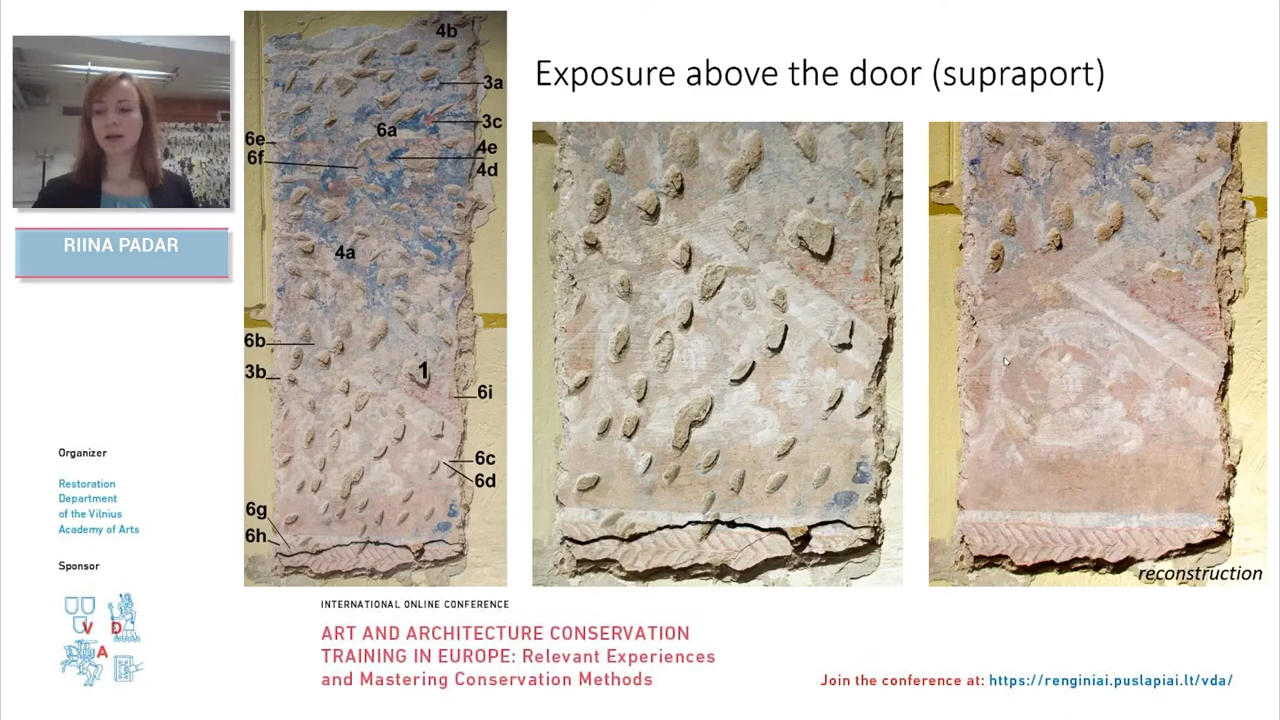 RIINA PADAR
Organizer
Restoration
Department
of the Vilnius
Academy of Arts
Sponsor
V D
A
4b
3a
3c
6a
6e
4e
6f
4d
4a
6b
1
3b
6i
6c
6d
6g
6h
Exposure above the door (supraport)
reconstruction
INTERNATIONAL ONLINE CONFERENCE
ART AND ARCHITECTURE CONSERVATION
TRAINING IN EUROPE: Relevant Experiences
and Mastering Conservation Methods
Join the conference at: https://renginiai.puslapiai.lt/vda/